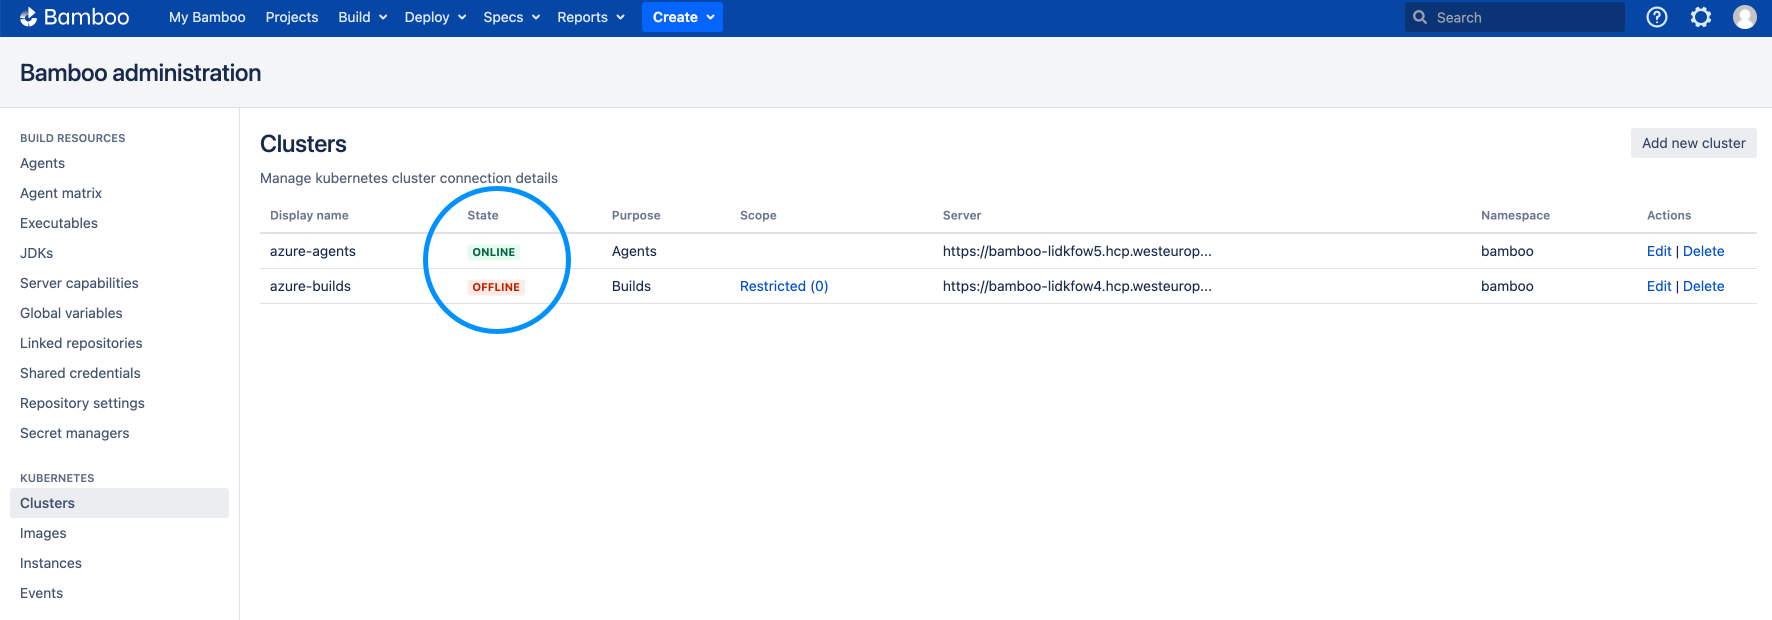 Bamboo My Bamboo Projects Build Deploy Specs Reports Create Search
Bamboo administration
BUILD RESOURCES
Agents
Agent matrix
Executables
JDKs
Server capabilities
Global variables
Linked repositories
Shared credentials
Repository settings
Secret managers
KUBERNETES
Clusters
Images
Instances
Events
Clusters
Add new cluster
Manage kubernetes cluster connection details
Display name State Purpose Scope Server Namespace Actions
azure-agents ONLINE Agents https://bamboo-lidkfow5.hcp.westeurop... bamboo Edit | Delete
azure-builds OFFLINE Builds Restricted (0) https://bamboo-lidkfow4.hcp.westeurop... bamboo Edit | Delete